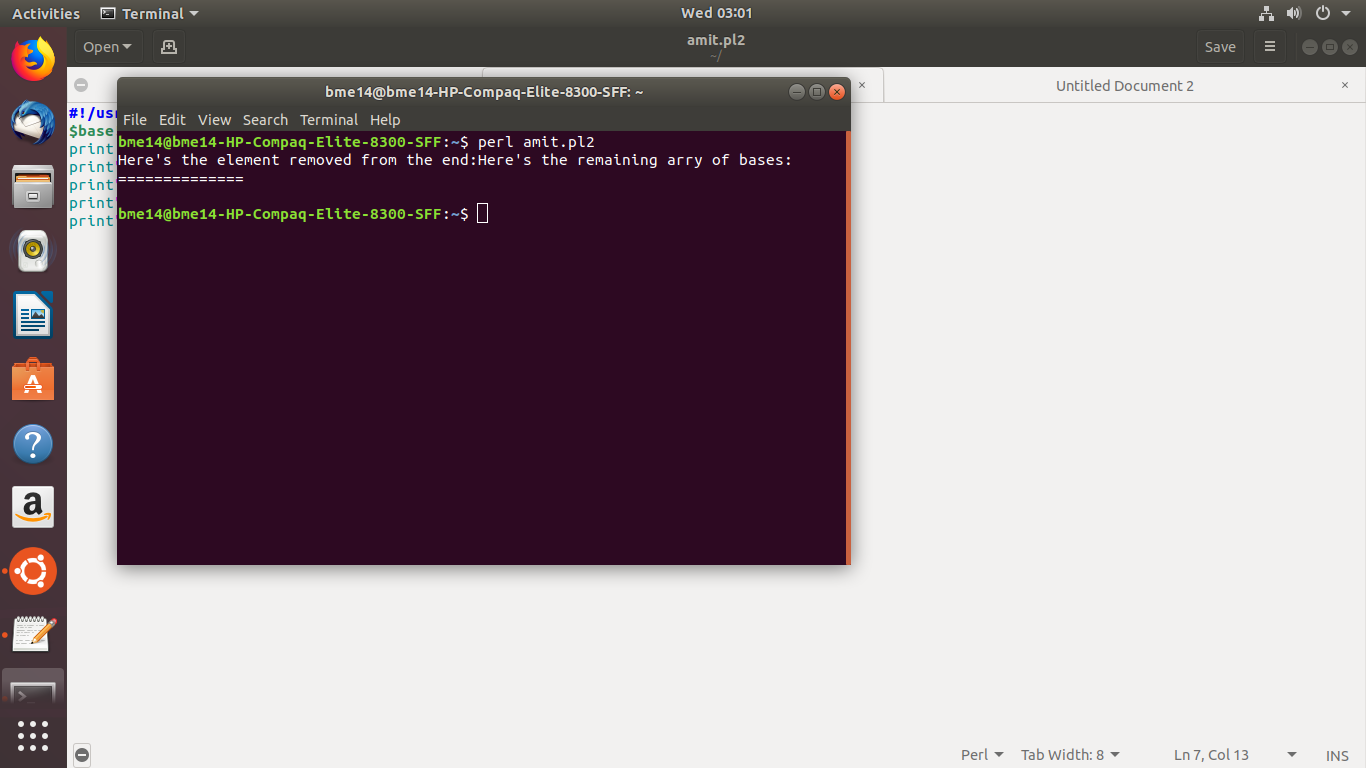 Activities Terminal Wed 03:01
Open amit.pl2 Save
~/
Untitled Document 2
bme14@bme14-HP-Compaq-Elite-8300-SFF: ~
File Edit View Search Terminal Help
bme14@bme14-HP-Compaq-Elite-8300-SFF:~$ perl amit.pl2
Here's the element removed from the end:Here's the remaining arry of bases:
==============
bme14@bme14-HP-Compaq-Elite-8300-SFF:~$
#!/us
$base
print
print
print
print
print
Perl Tab Width: 8 Ln 7, Col 13 INS